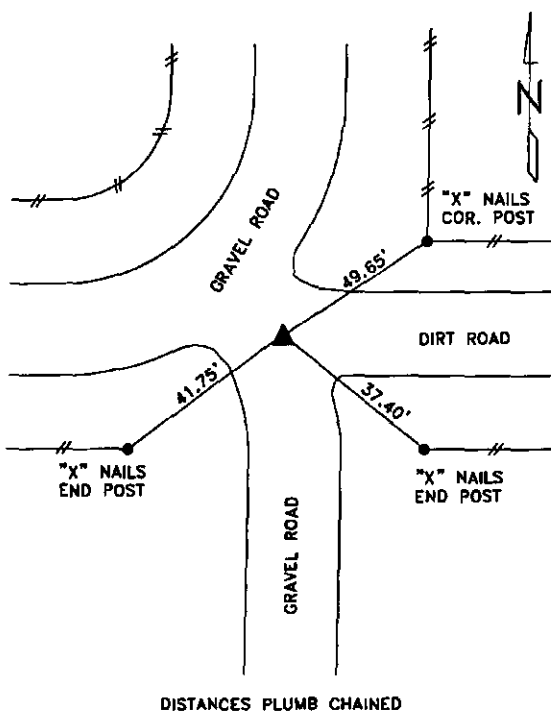 N
"X" NAILS
COR. POST
GRAVEL ROAD
49.65'
DIRT ROAD
41.75'
37.40'
"X" NAILS
END POST
"X" NAILS
END POST
GRAVEL ROAD
DISTANCES PLUMB CHAINED